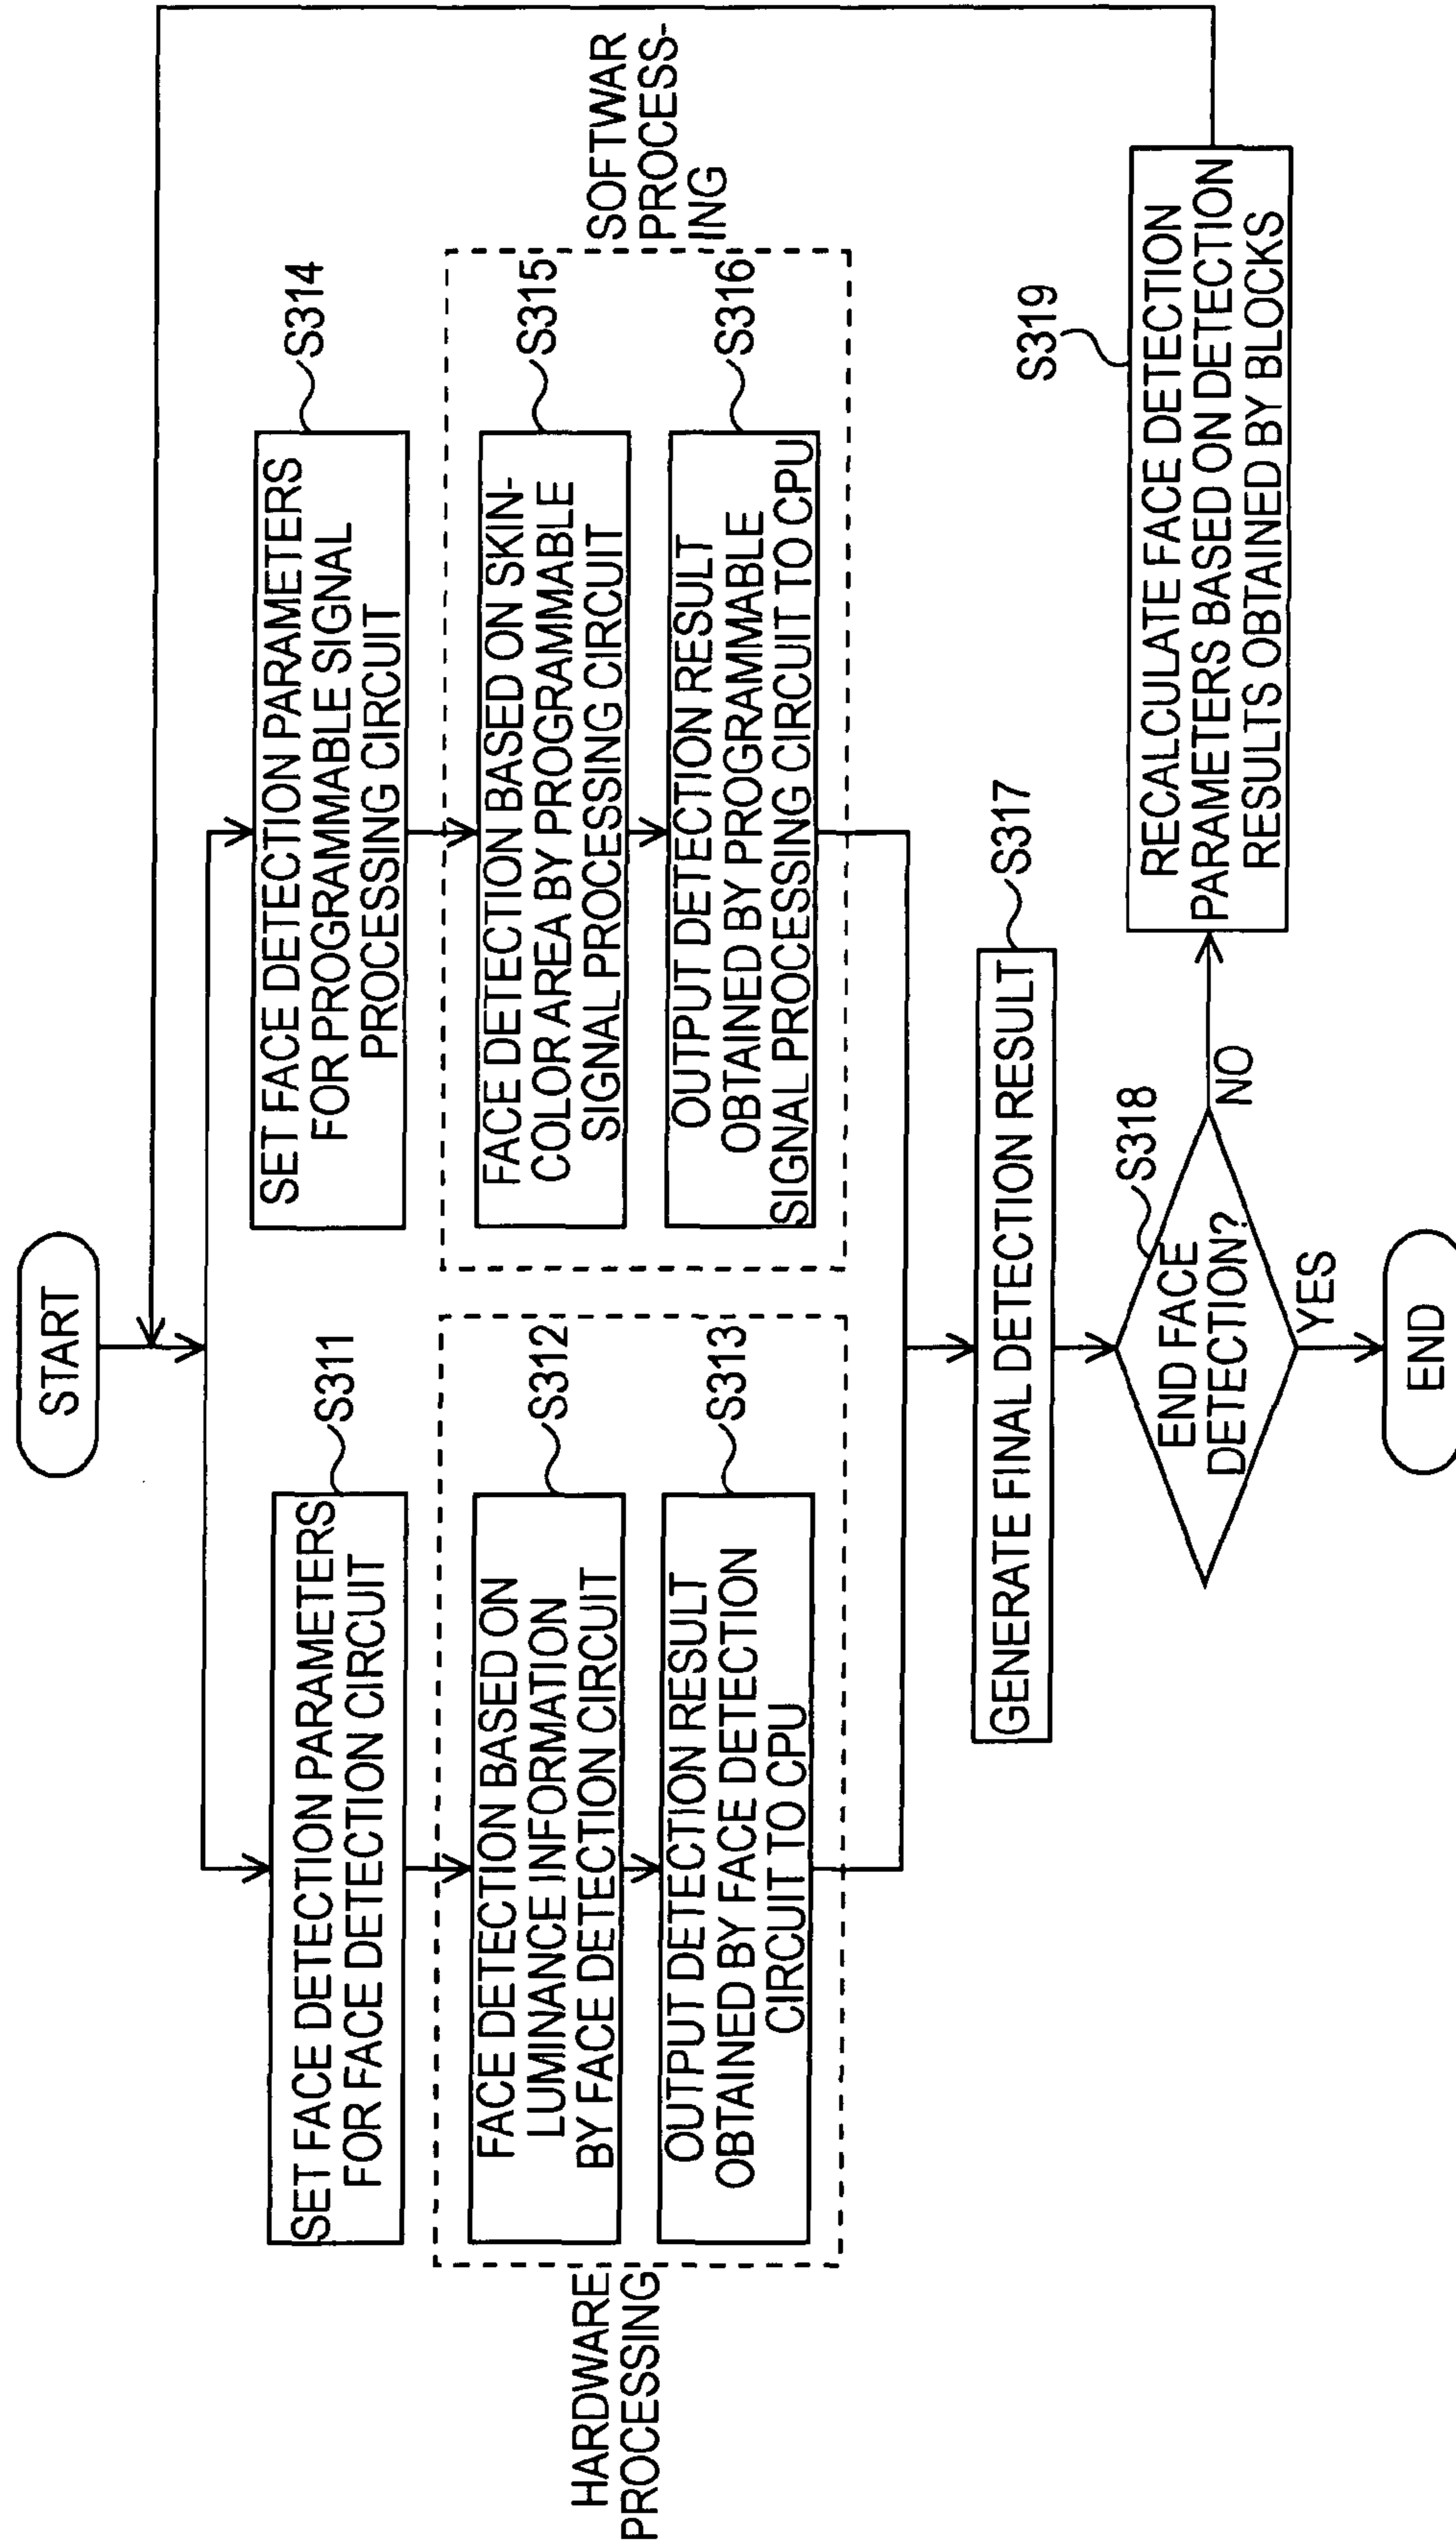 START
S311
SET FACE DETECTION PARAMETERS
FOR FACE DETECTION CIRCUIT
S314
SET FACE DETECTION PARAMETERS
FOR PROGRAMMABLE SIGNAL
PROCESSING CIRCUIT
HARDWARE
PROCESSING
S312
FACE DETECTION BASED ON
LUMINANCE INFORMATION
BY FACE DETECTION CIRCUIT
S313
OUTPUT DETECTION RESULT
OBTAINED BY FACE DETECTION
CIRCUIT TO CPU
S315
FACE DETECTION BASED ON SKIN-
COLOR AREA BY PROGRAMMABLE
SIGNAL PROCESSING CIRCUIT
S316
OUTPUT DETECTION RESULT
OBTAINED BY PROGRAMMABLE
SIGNAL PROCESSING CIRCUIT TO CPU
SOFTWAR
PROCESS-
ING
S317
GENERATE FINAL DETECTION RESULT
S318
END FACE
DETECTION?
NO
YES
S319
RECALCULATE FACE DETECTION
PARAMETERS BASED ON DETECTION
RESULTS OBTAINED BY BLOCKS
END